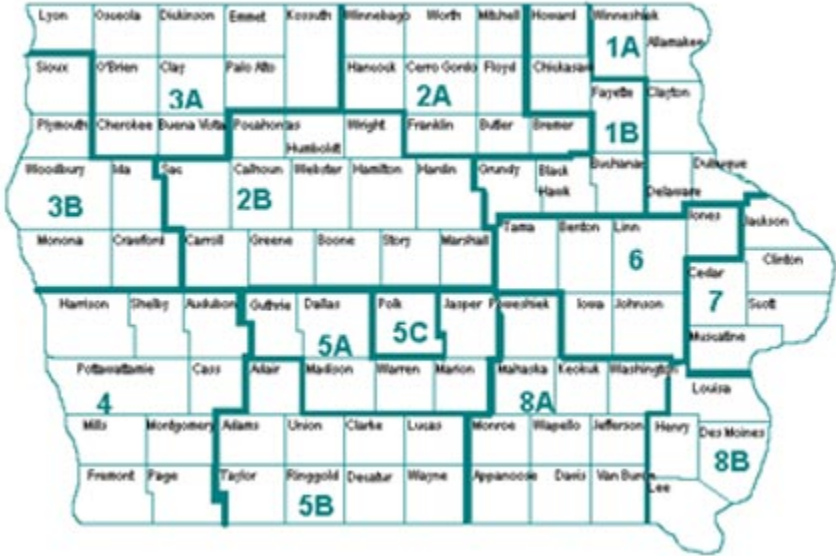 Lyon Osceola Dickinson Emmet Kossuth Winnebago Worth Mitchell Howard Winneshiek
1A Allamakee
Sioux O'Brien Clay Palo Alto Hancock Cerro Gordo Floyd Chickasaw
3A 2A Fayette Clayton
Plymouth Cherokee Buena Vista Pocahontas Humboldt Wright Franklin Butler Bremer 1B
Woodbury Ida Sac Calhoun Webster Hamilton Hardin Grundy Black Hawk Buchanan Delaware Dubuque
3B 2B
Monona Crawford Carroll Greene Boone Story Marshall Tama Benton Linn Jones Jackson
6 Cedar Clinton
Harrison Shelby Audubon Guthrie Dallas Polk Jasper Poweshiek Iowa Johnson 7 Scott
5A 5C Muscatine
Pottawattamie Cass Adair Madison Warren Marion Mahaska Keokuk Washington Louisa
4 8A
Mills Montgomery Adams Union Clarke Lucas Monroe Wapello Jefferson Henry Des Moines
8B
Fremont Page Taylor Ringgold Decatur Wayne Appanoose Davis Van Buren Lee
5B